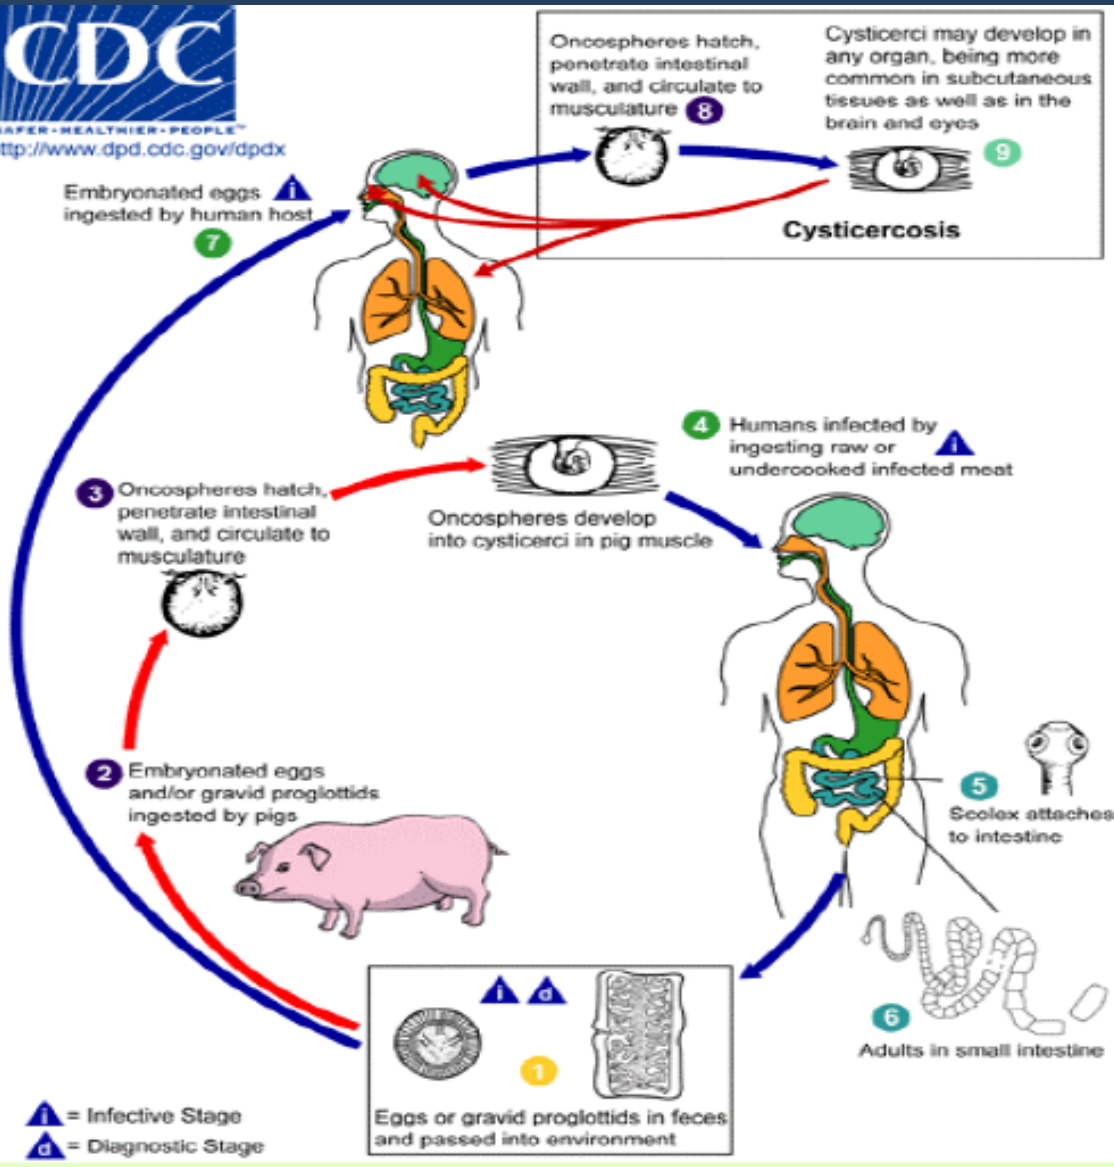 CDC
SAFER·HEALTHIER·PEOPLE™
http://www.dpd.cdc.gov/dpdx
Oncospheres hatch,
penetrate intestinal
wall, and circulate to
musculature 8
Cysticerci may develop in
any organ, being more
common in subcutaneous
tissues as well as in the
brain and eyes
9
Cysticercosis
Embryonated eggs i
ingested by human host
7
4 Humans infected by
ingesting raw or i
undercooked infected meat
3 Oncospheres hatch,
penetrate intestinal
wall, and circulate to
musculature
Oncospheres develop
into cysticerci in pig muscle
2 Embryonated eggs
and/or gravid proglottids
ingested by pigs
5
Scolex attaches
to intestine
6
Adults in small intestine
i d
1
Eggs or gravid proglottids in feces
and passed into environment
i = Infective Stage
d = Diagnostic Stage